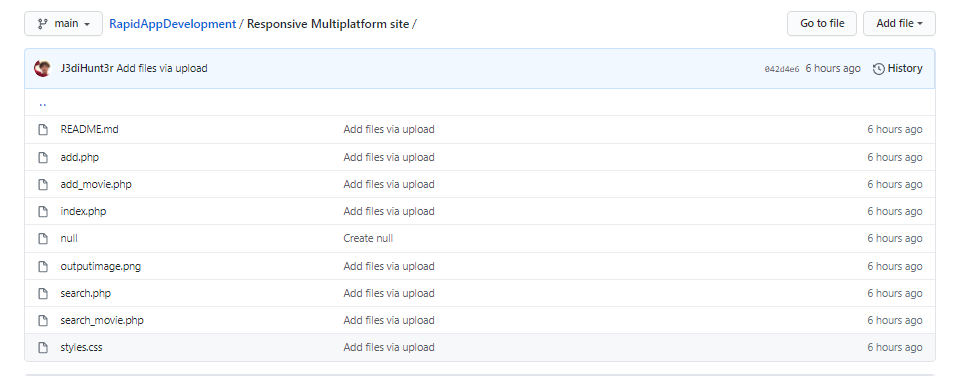 main RapidAppDevelopment / Responsive Multiplatform site / Go to file Add file
J3diHunt3r Add files via upload 042d4e6 6 hours ago History
..
README.md Add files via upload 6 hours ago
add.php Add files via upload 6 hours ago
add_movie.php Add files via upload 6 hours ago
index.php Add files via upload 6 hours ago
null Create null 6 hours ago
outputimage.png Add files via upload 6 hours ago
search.php Add files via upload 6 hours ago
search_movie.php Add files via upload 6 hours ago
styles.css Add files via upload 6 hours ago